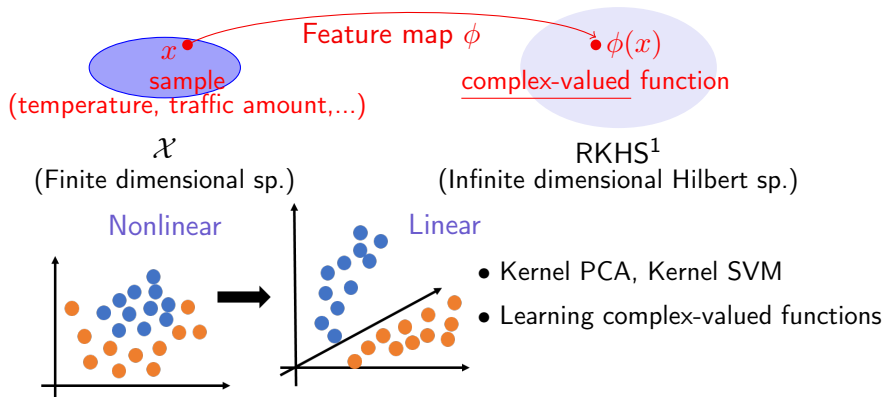 Feature map ϕ
x
ϕ(x)
sample
complex-valued function
(temperature, traffic amount,...)
𝒳
RKHS¹
(Finite dimensional sp.)
(Infinite dimensional Hilbert sp.)
Nonlinear
Linear
• Kernel PCA, Kernel SVM
• Learning complex-valued functions